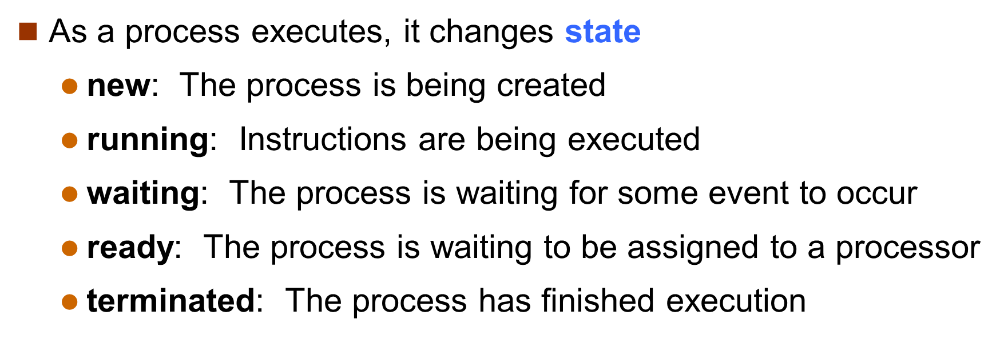 As a process executes, it changes state
new: The process is being created
running: Instructions are being executed
waiting: The process is waiting for some event to occur
ready: The process is waiting to be assigned to a processor
terminated: The process has finished execution